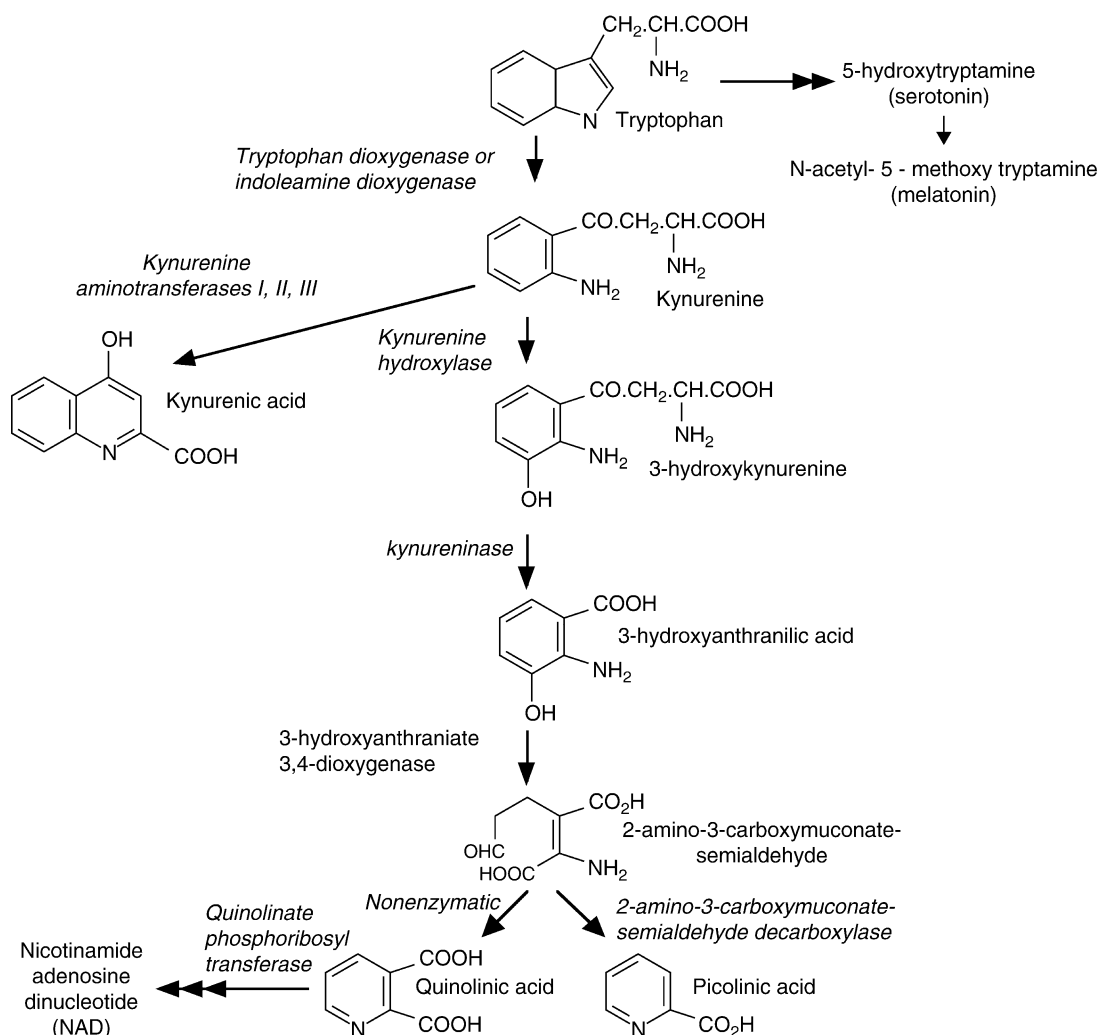 CH2.CH.COOH
NH2
N
Tryptophan
5-hydroxytryptamine
(serotonin)
N-acetyl- 5 - methoxy tryptamine
(melatonin)
Tryptophan dioxygenase or
indoleamine dioxygenase
CO.CH2.CH.COOH
NH2
NH2
Kynurenine
Kynurenine
aminotransferases I, II, III
Kynurenine
hydroxylase
OH
N
COOH
Kynurenic acid
CO.CH2.CH.COOH
NH2
NH2
OH
3-hydroxykynurenine
kynureninase
COOH
NH2
OH
3-hydroxyanthranilic acid
3-hydroxyanthraniate
3,4-dioxygenase
CO2H
OHC
HOOC
NH2
2-amino-3-carboxymuconate-
semialdehyde
Nonenzymatic
2-amino-3-carboxymuconate-
semialdehyde decarboxylase
Quinolinate
phosphoribosyl
transferase
Nicotinamide
adenosine
dinucleotide
(NAD)
COOH
N
COOH
Quinolinic acid
N
CO2H
Picolinic acid